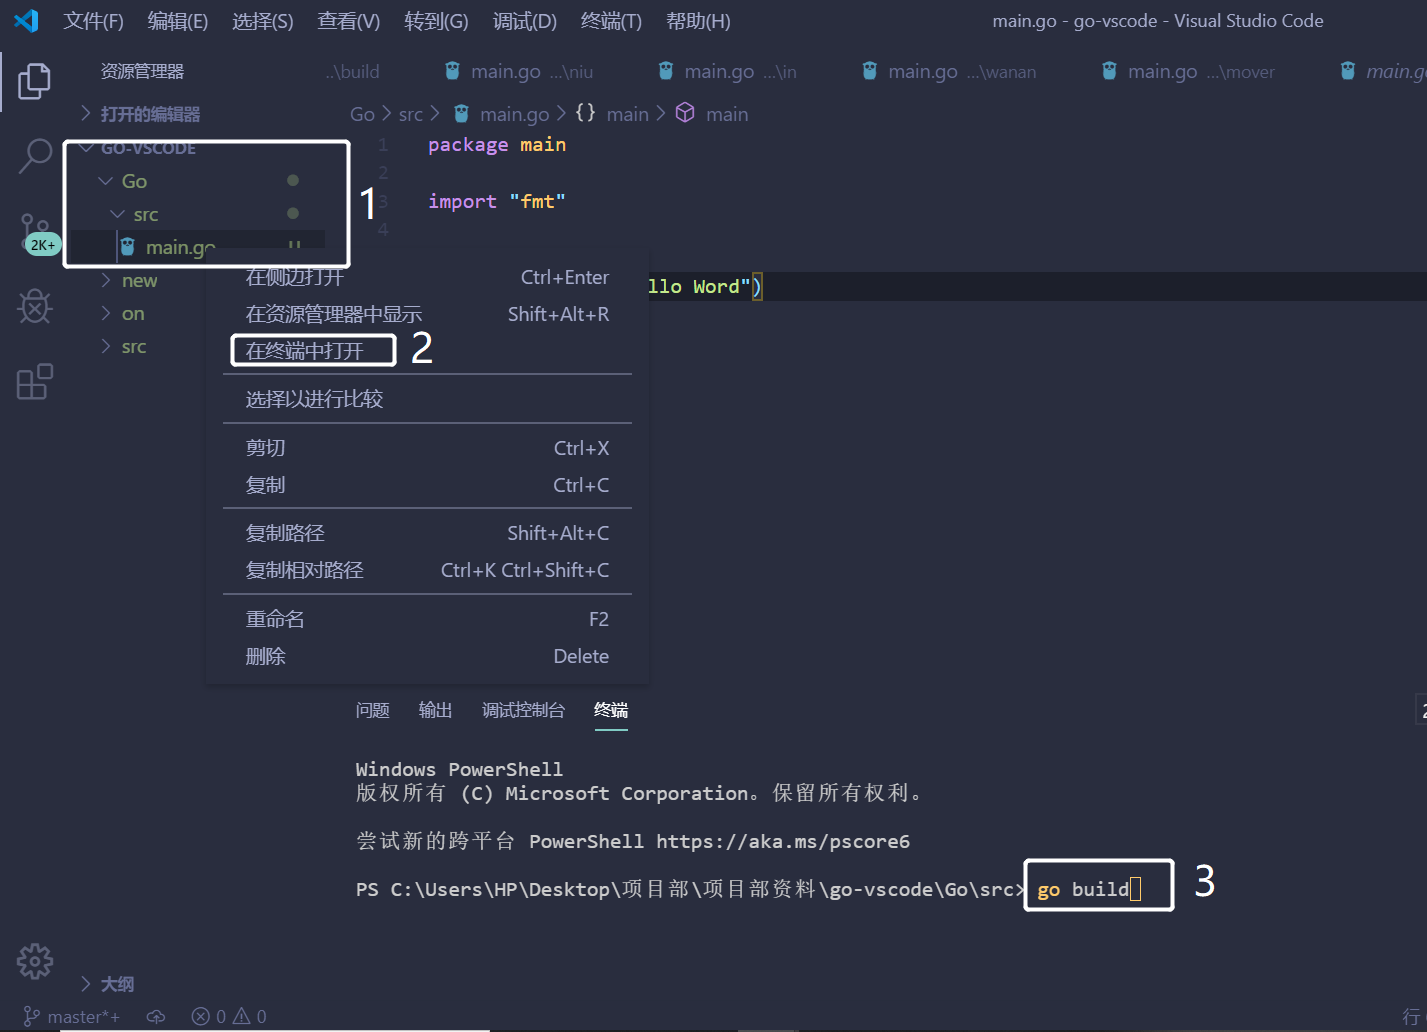 文件(F) 编辑(E) 选择(S) 查看(V) 转到(G) 调试(D) 终端(T) 帮助(H) main.go - go-vscode - Visual Studio Code
资源管理器 ..\build main.go ...\niu main.go ...\in main.go ...\wanan main.go ...\mover
打开的编辑器
Go > src > main.go > {} main > main
GO-VSCODE
Go
src
main.go U
new
on
src
2K+
1
1 package main
2
3 import "fmt"
4
llo Word")
在侧边打开 Ctrl+Enter
在资源管理器中显示 Shift+Alt+R
在终端中打开 2
选择以进行比较
剪切 Ctrl+X
复制 Ctrl+C
复制路径 Shift+Alt+C
复制相对路径 Ctrl+K Ctrl+Shift+C
重命名 F2
删除 Delete
问题 输出 调试控制台 终端
Windows PowerShell
版权所有 (C) Microsoft Corporation。保留所有权利。
尝试新的跨平台 PowerShell https://aka.ms/pscore6
PS C:\Users\HP\Desktop\项目部\项目部资料\go-vscode\Go\src> go build 3
大纲
master*+ 0 0 行